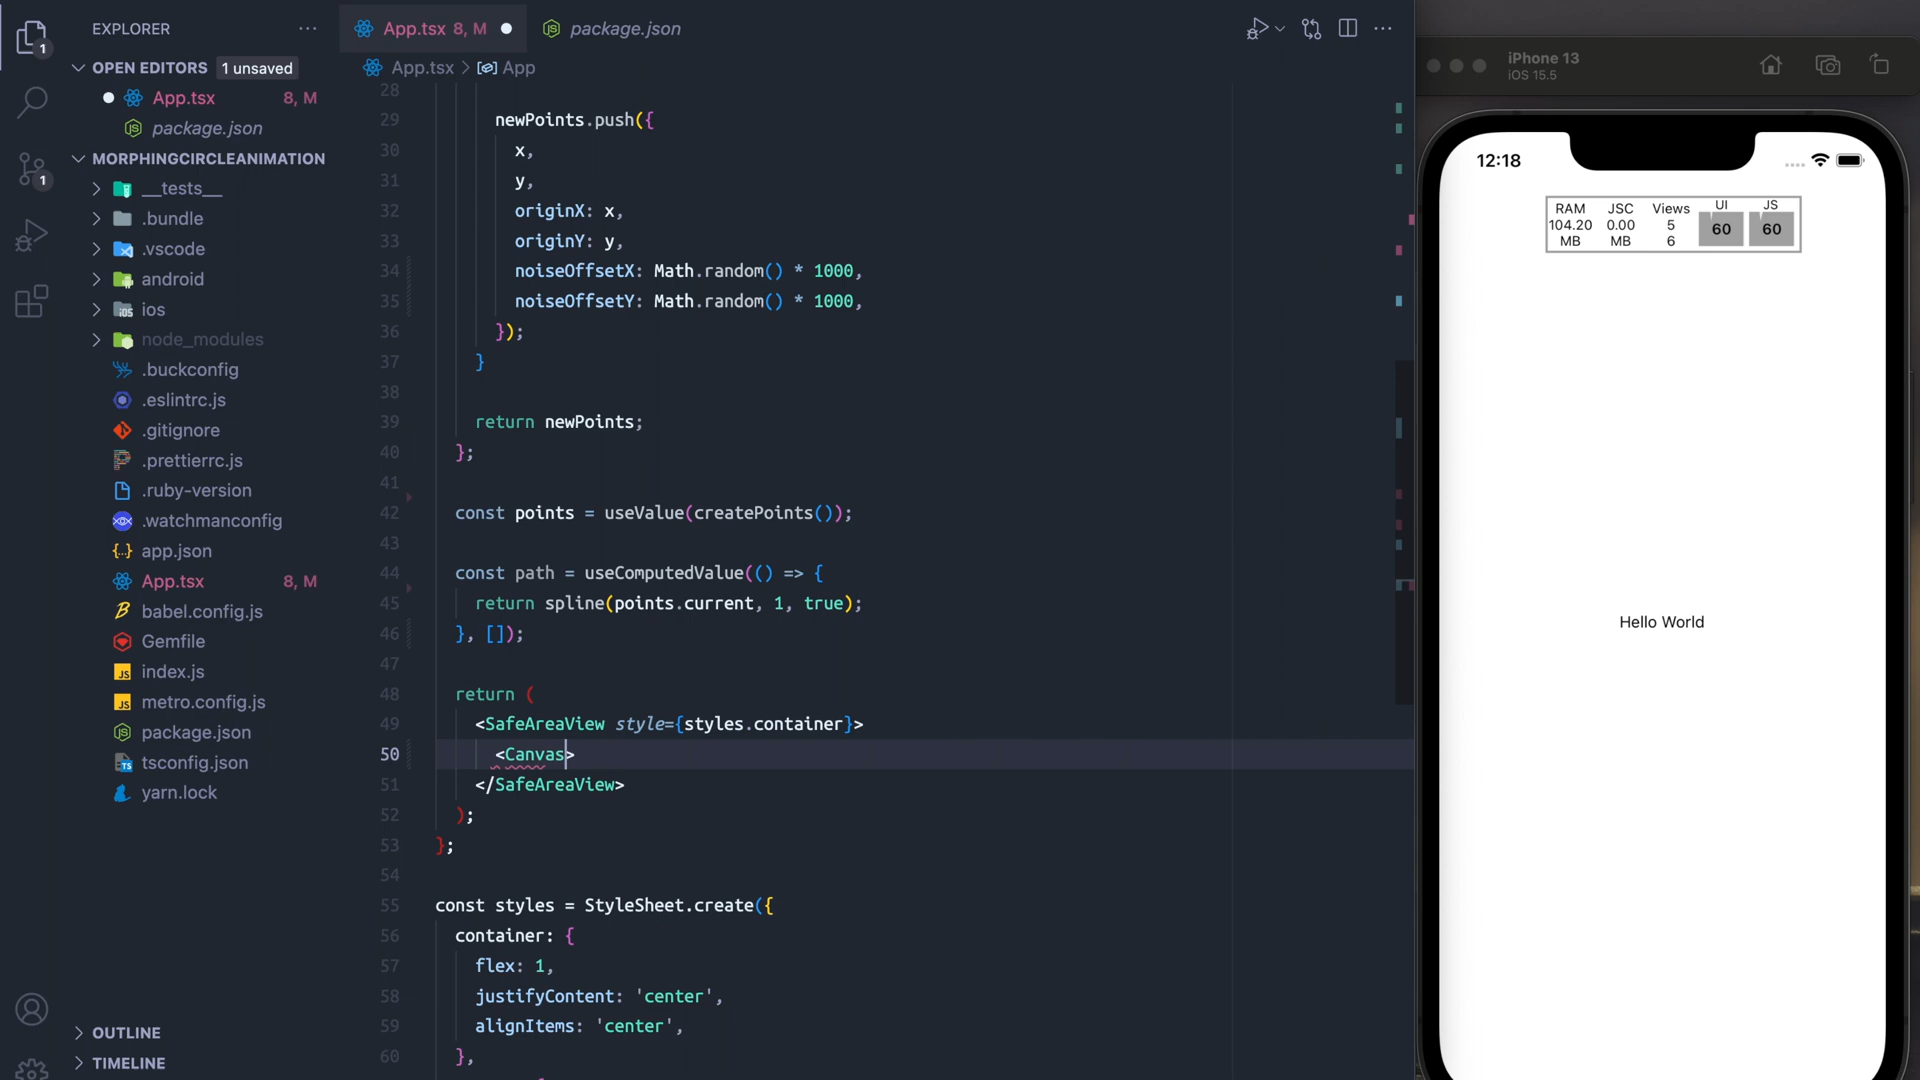 EXPLORER
OPEN EDITORS 1 unsaved
App.tsx 8, M
package.json
MORPHINGCIRCLEANIMATION
__tests__
.bundle
.vscode
android
ios
node_modules
.buckconfig
.eslintrc.js
.gitignore
.prettierrc.js
.ruby-version
.watchmanconfig
app.json
App.tsx 8, M
babel.config.js
Gemfile
index.js
metro.config.js
package.json
tsconfig.json
yarn.lock
OUTLINE
TIMELINE
App.tsx 8, M
package.json
App.tsx > App
28
29 newPoints.push({
30 x,
31 y,
32 originX: x,
33 originY: y,
34 noiseOffsetX: Math.random() * 1000,
35 noiseOffsetY: Math.random() * 1000,
36 });
37 }
38
39 return newPoints;
40 };
41
42 const points = useValue(createPoints());
43
44 const path = useComputedValue(() => {
45 return spline(points.current, 1, true);
46 }, []);
47
48 return (
49 <SafeAreaView style={styles.container}>
50 <Canvas>
51 </SafeAreaView>
52 );
53 };
54
55 const styles = StyleSheet.create({
56 container: {
57 flex: 1,
58 justifyContent: 'center',
59 alignItems: 'center',
60 },
iPhone 13
iOS 15.5
12:18
RAM JSC Views UI JS
104.20 0.00 5 60 60
MB MB 6
Hello World